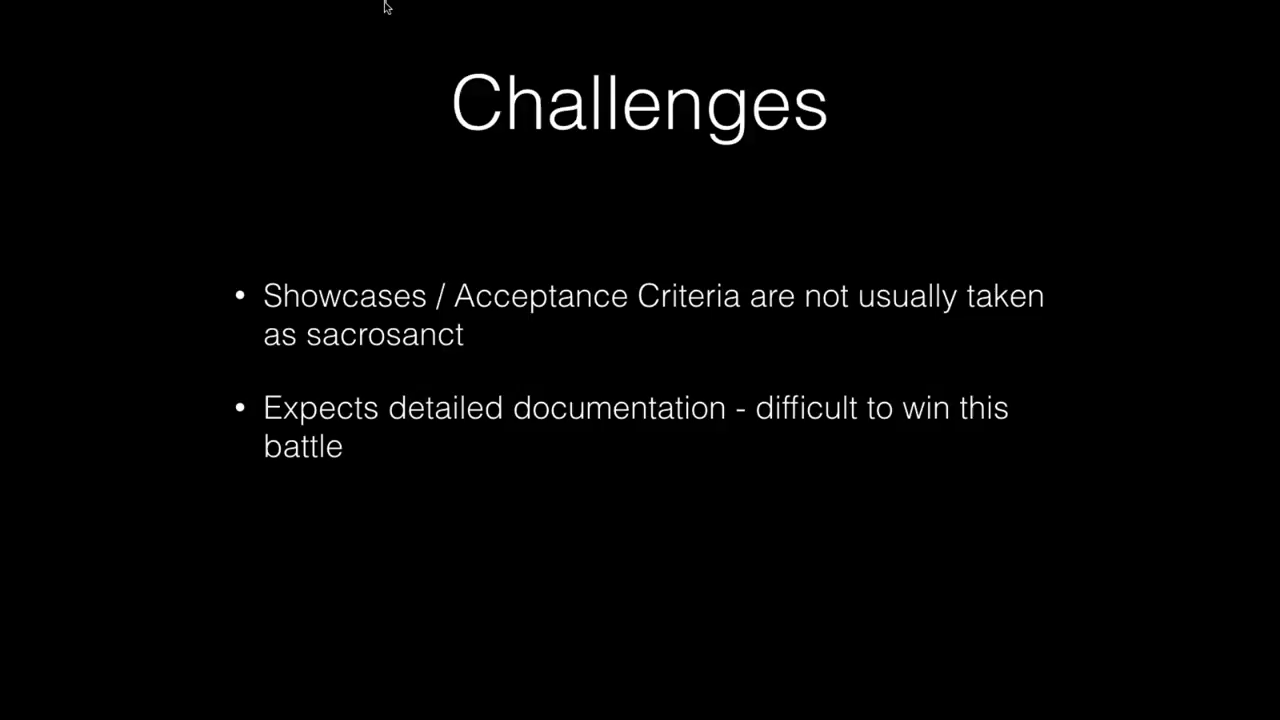 Challenges
• Showcases / Acceptance Criteria are not usually taken
as sacrosanct
• Expects detailed documentation - difficult to win this
battle